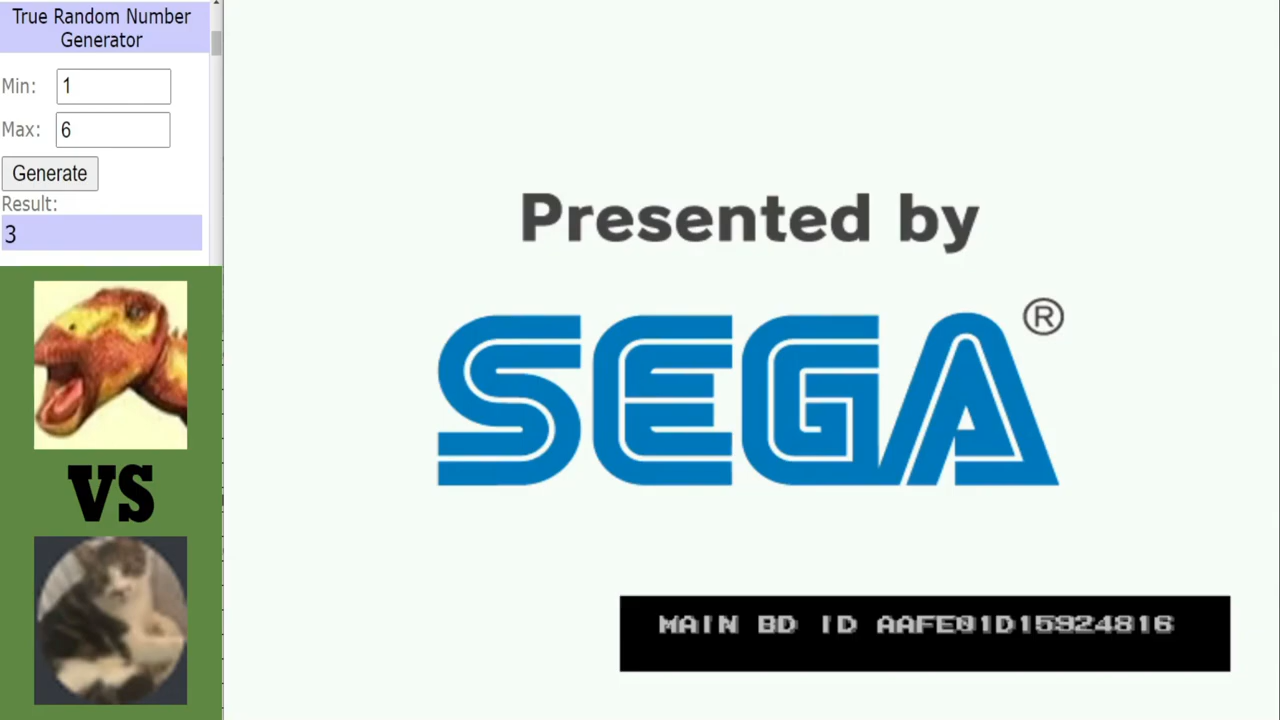 True Random Number
Generator
Min: 1
Max: 6
Generate
Result:
3
VS
Presented by
SEGA®
MAIN BD ID AAFE01D15924816